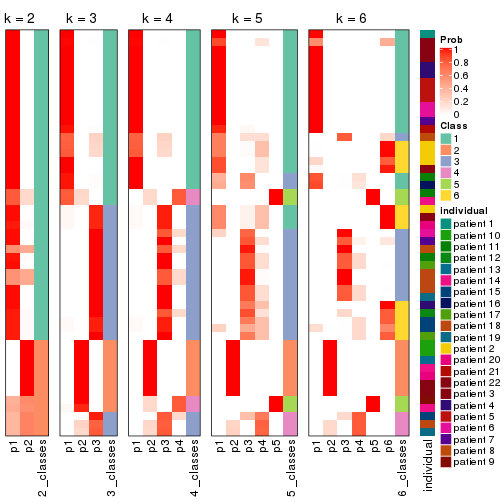 k = 2
k = 3
k = 4
k = 5
k = 6
Prob
1
0.8
0.6
0.4
0.2
0
Class
1
2
3
4
5
6
Individual
patient 1
patient 10
patient 11
patient 12
patient 13
patient 14
patient 15
patient 16
patient 17
patient 18
patient 19
patient 2
patient 20
patient 21
patient 22
patient 3
patient 4
patient 5
patient 6
patient 7
patient 8
patient 9
p1
p2
2_classes
p1
p2
p3
3_classes
p1
p2
p3
p4
4_classes
p1
p2
p3
p4
p5
5_classes
p1
p2
p3
p4
p5
p6
6_classes
individual